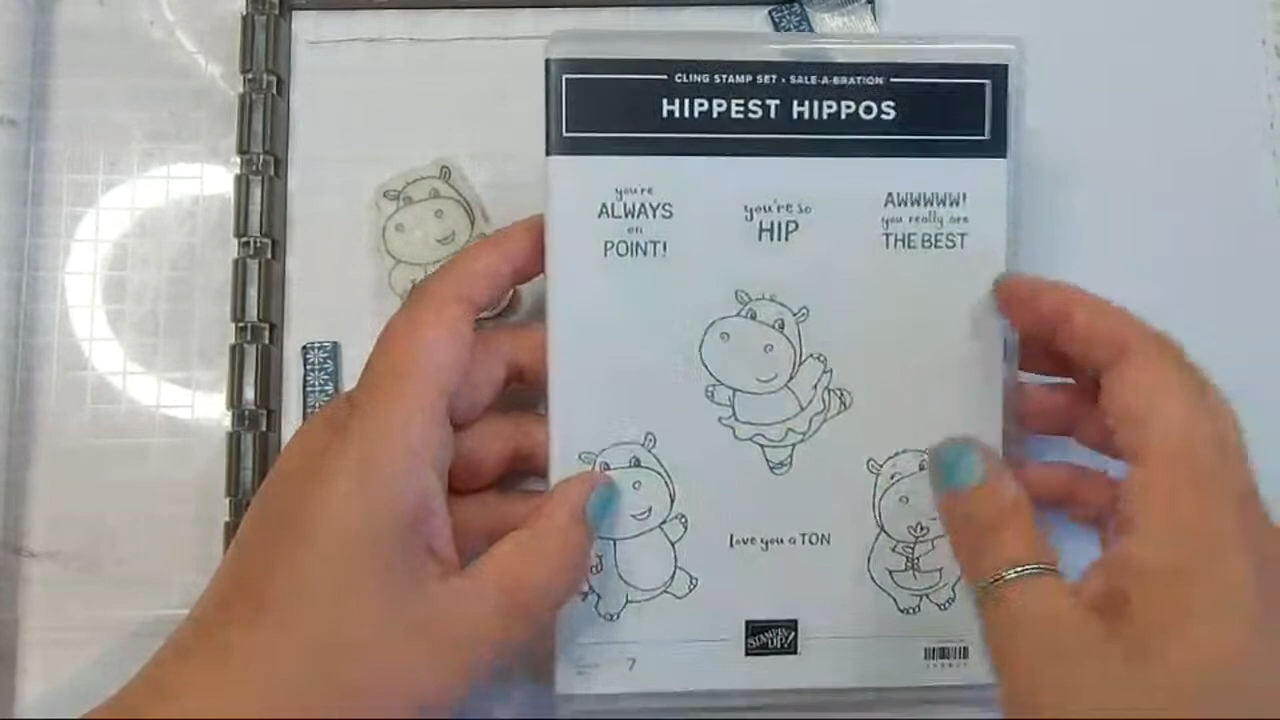 CLING STAMP SET • SALE-A-BRATION
HIPPEST HIPPOS
you're
ALWAYS
on
POINT!
you're so
HIP
AWWWWW!
you really are
THE BEST
love you a TON
STAMPIN' UP!
7